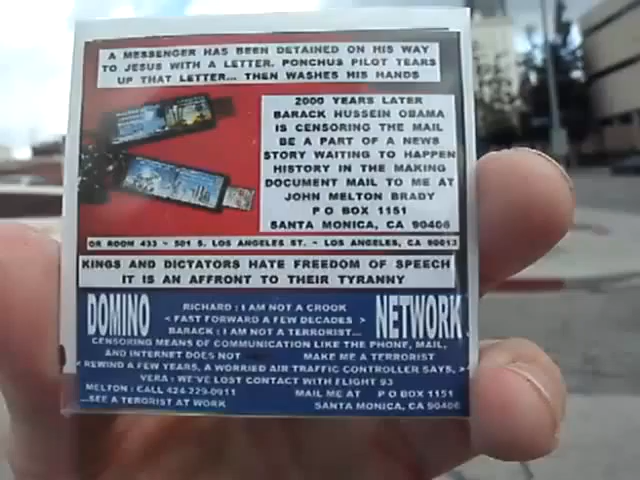 A MESSENGER HAS BEEN DETAINED ON HIS WAY
TO JESUS WITH A LETTER. PONCHUS PILOT TEARS
UP THAT LETTER... THEN WASHES HIS HANDS
2000 YEARS LATER
BARACK HUSSEIN OBAMA
IS CENSORING THE MAIL
BE A PART OF A NEWS
STORY WAITING TO HAPPEN
HISTORY IN THE MAKING
DOCUMENT MAIL TO ME AT
JOHN MELTON BRADY
P O BOX 1151
SANTA MONICA, CA 90406
OR ROOM 433 ~ 501 S. LOS ANGELES ST. ~ LOS ANGELES, CA 90013
KINGS AND DICTATORS HATE FREEDOM OF SPEECH
IT IS AN AFFRONT TO THEIR TYRANNY
DOMINO NETWORK
RICHARD : I AM NOT A CROOK
< FAST FORWARD A FEW DECADES >
BARACK : I AM NOT A TERRORIST...
CENSORING MEANS OF COMMUNICATION LIKE THE PHONE, MAIL,
AND INTERNET DOES NOT MAKE ME A TERRORIST
< REWIND A FEW YEARS, A WORRIED AIR TRAFFIC CONTROLLER SAYS, >
VERA : WE'VE LOST CONTACT WITH FLIGHT 93
MELTON : CALL 424-229-0911 MAIL ME AT P O BOX 1151
...SEE A TERORIST AT WORK SANTA MONICA, CA 90406